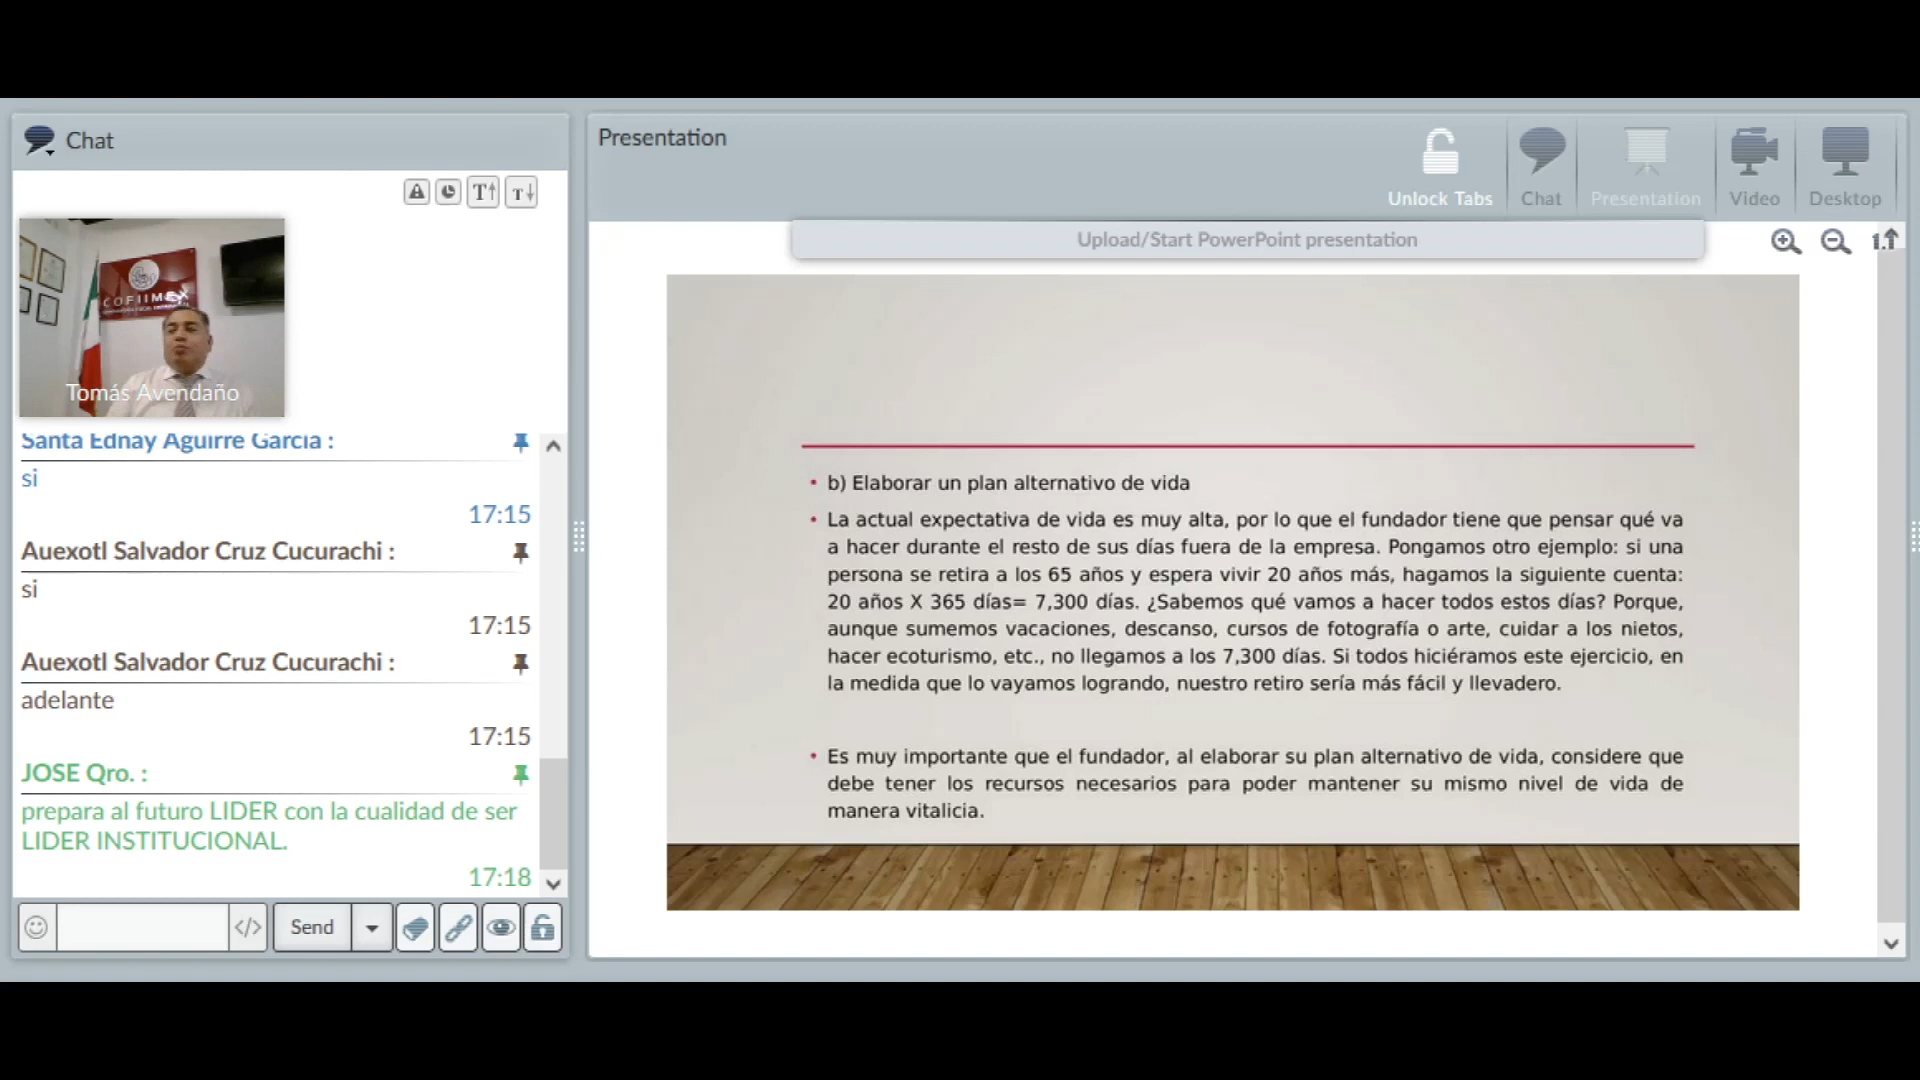 Chat
T↑
T↓
COFIIMEX
Tomás Avendaño
Santa Ednay Aguirre Garcia :
si
17:15
Auexotl Salvador Cruz Cucurachi :
si
17:15
Auexotl Salvador Cruz Cucurachi :
adelante
17:15
JOSE Qro. :
prepara al futuro LIDER con la cualidad de ser
LIDER INSTITUCIONAL.
17:18
</>
Send
Presentation
Unlock Tabs
Chat
Presentation
Video
Desktop
Upload/Start PowerPoint presentation
1.
• b) Elaborar un plan alternativo de vida
• La actual expectativa de vida es muy alta, por lo que el fundador tiene que pensar qué va
a hacer durante el resto de sus días fuera de la empresa. Pongamos otro ejemplo: si una
persona se retira a los 65 años y espera vivir 20 años más, hagamos la siguiente cuenta:
20 años X 365 días= 7,300 días. ¿Sabemos qué vamos a hacer todos estos días? Porque,
aunque sumemos vacaciones, descanso, cursos de fotografía o arte, cuidar a los nietos,
hacer ecoturismo, etc., no llegamos a los 7,300 días. Si todos hiciéramos este ejercicio, en
la medida que lo vayamos logrando, nuestro retiro sería más fácil y llevadero.
• Es muy importante que el fundador, al elaborar su plan alternativo de vida, considere que
debe tener los recursos necesarios para poder mantener su mismo nivel de vida de
manera vitalicia.